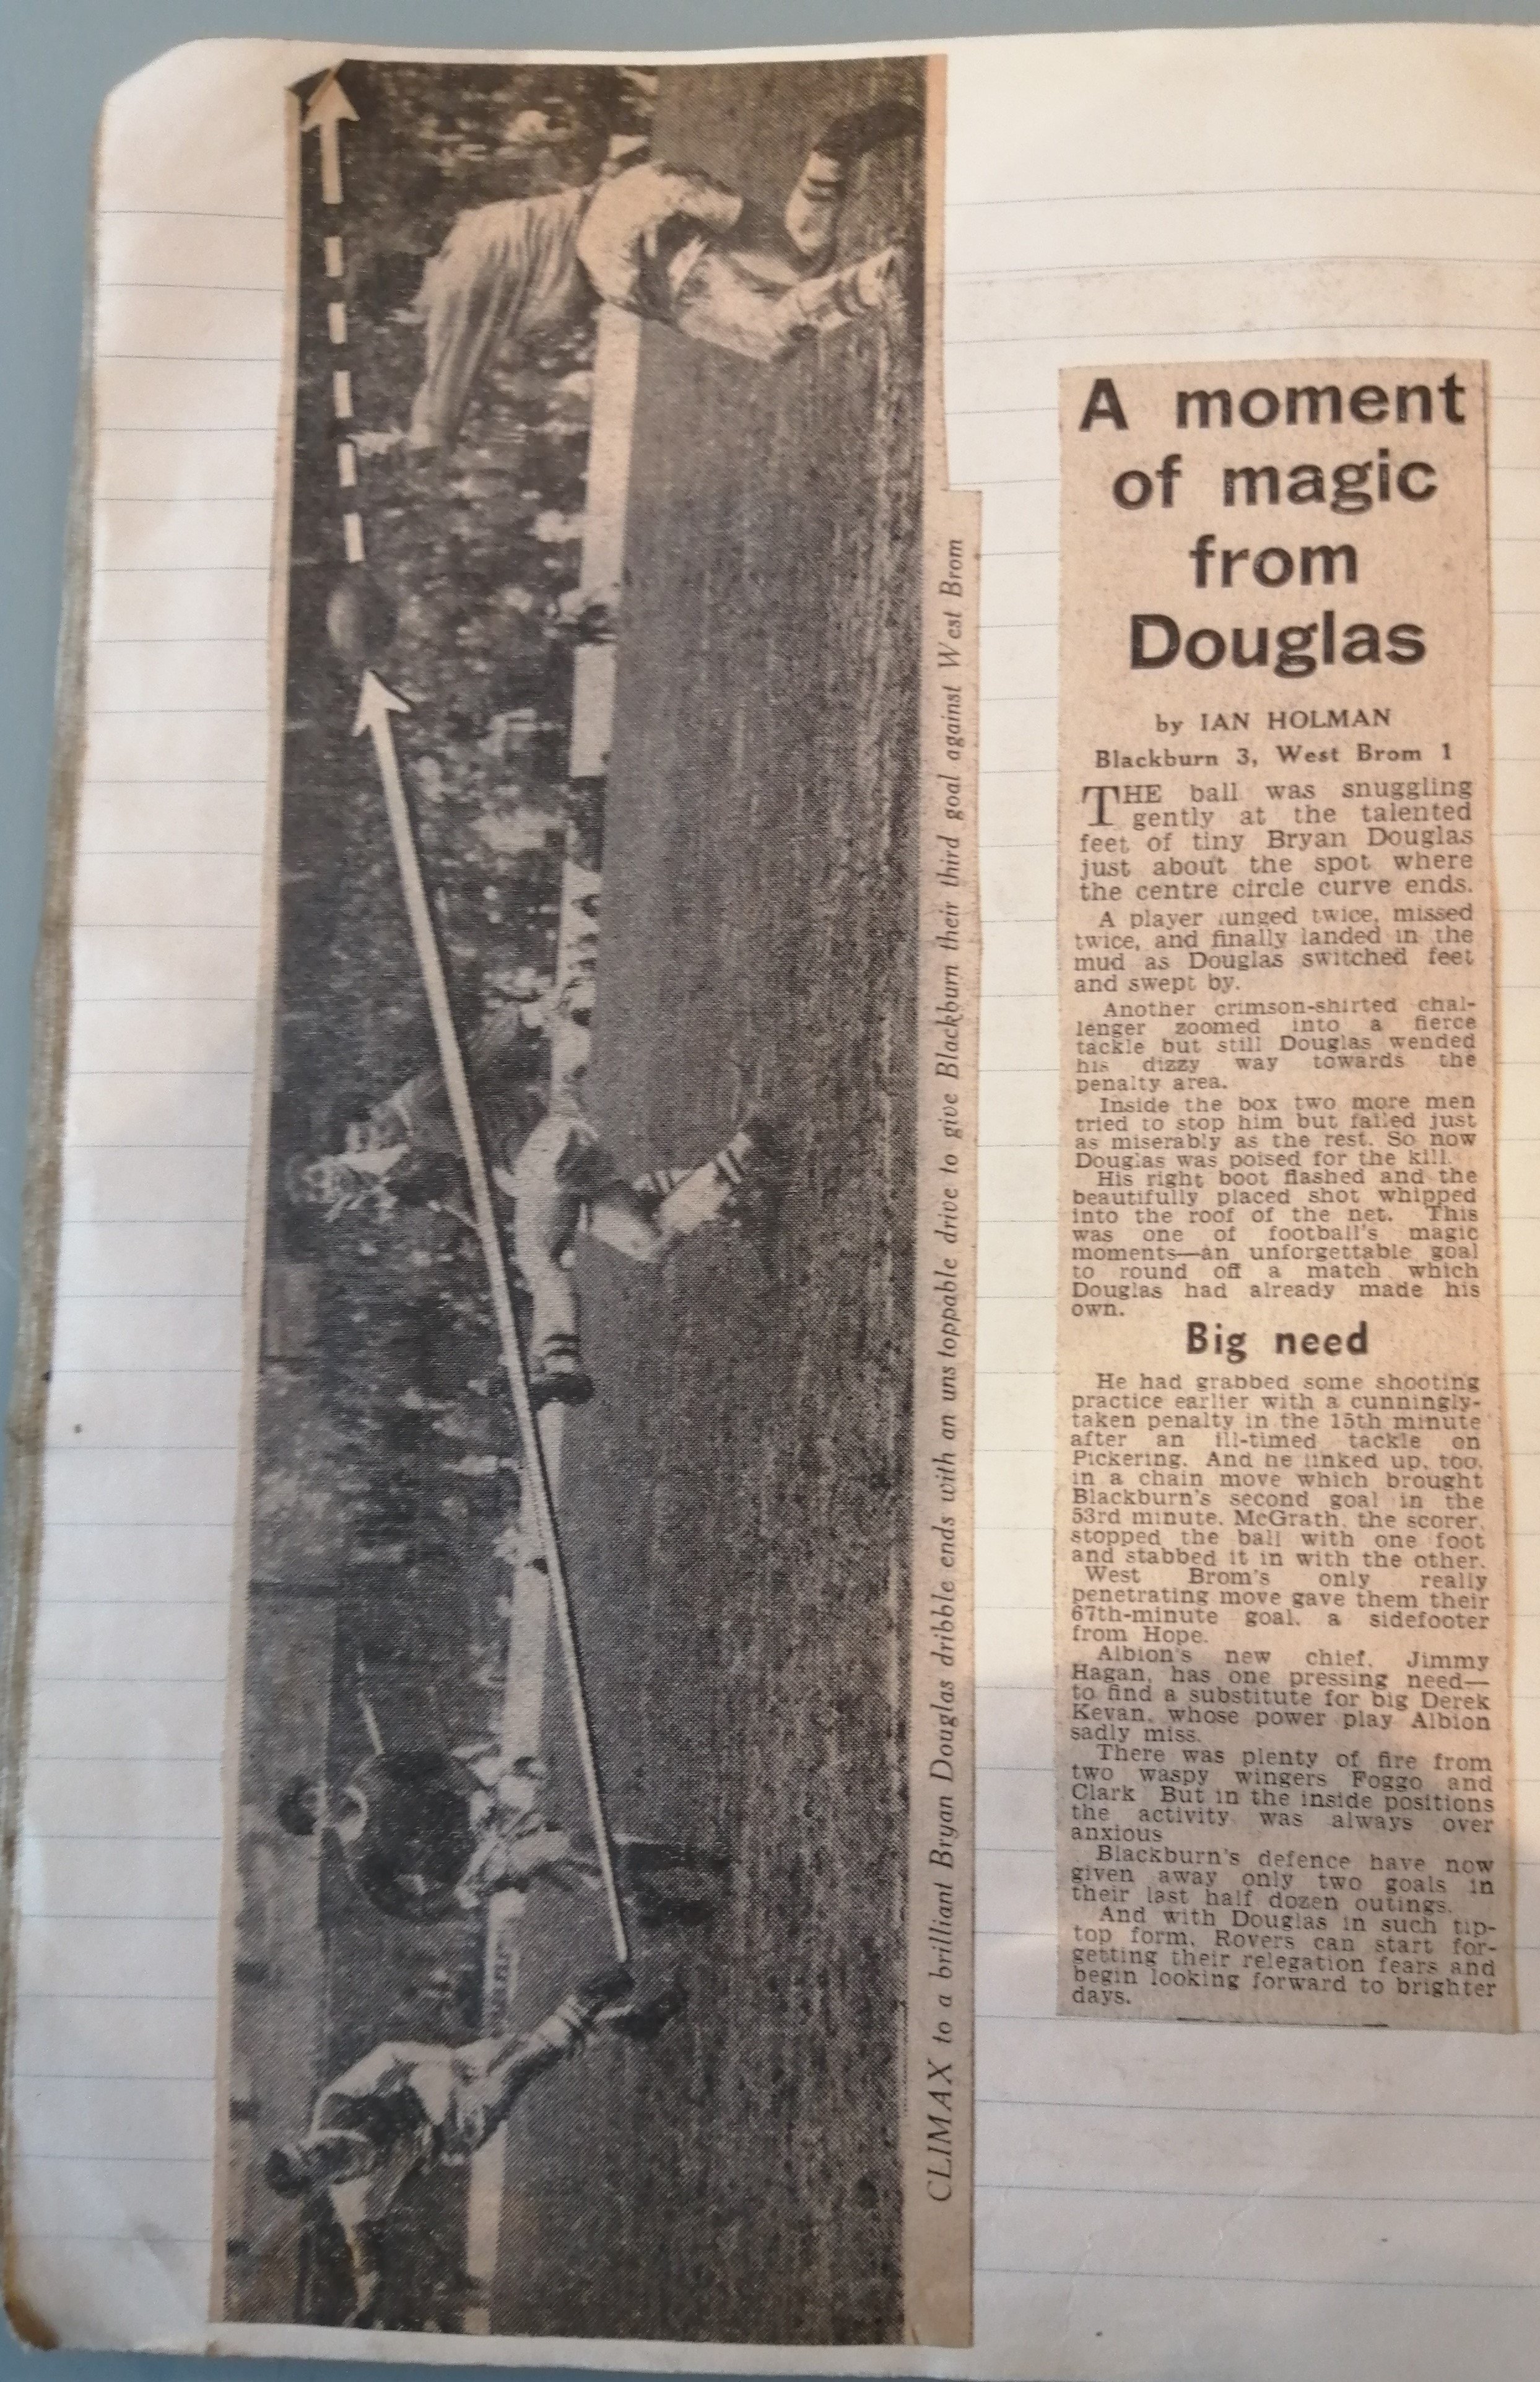 CLIMAX to a brilliant Bryan Douglas dribble ends with an unstoppable drive to give Blackburn their third goal against West Brom
A moment
of magic
from
Douglas
by IAN HOLMAN
Blackburn 3, West Brom 1
THE ball was snuggling
gently at the talented
feet of tiny Bryan Douglas
just about the spot where
the centre circle curve ends.
A player lunged twice, missed
twice, and finally landed in the
mud as Douglas switched feet
and swept by.
Another crimson-shirted chal-
lenger zoomed into a fierce
tackle but still Douglas wended
his dizzy way towards the
penalty area.
Inside the box two more men
tried to stop him but failed just
as miserably as the rest. So now
Douglas was poised for the kill.
His right boot flashed and the
beautifully placed shot whipped
into the roof of the net. This
was one of football's magic
moments—an unforgettable goal
to round off a match which
Douglas had already made his
own.
Big need
He had grabbed some shooting
practice earlier with a cunningly-
taken penalty in the 15th minute
after an ill-timed tackle on
Pickering. And he linked up, too,
in a chain move which brought
Blackburn's second goal in the
53rd minute. McGrath, the scorer,
stopped the ball with one foot
and stabbed it in with the other.
West Brom's only really
penetrating move gave them their
67th-minute goal, a sidefooter
from Hope.
Albion's new chief, Jimmy
Hagan, has one pressing need—
to find a substitute for big Derek
Kevan, whose power play Albion
sadly miss.
There was plenty of fire from
two waspy wingers Foggo and
Clark But in the inside positions
the activity was always over
anxious
Blackburn's defence have now
given away only two goals in
their last half dozen outings.
And with Douglas in such tip-
top form, Rovers can start for-
getting their relegation fears and
begin looking forward to brighter
days.